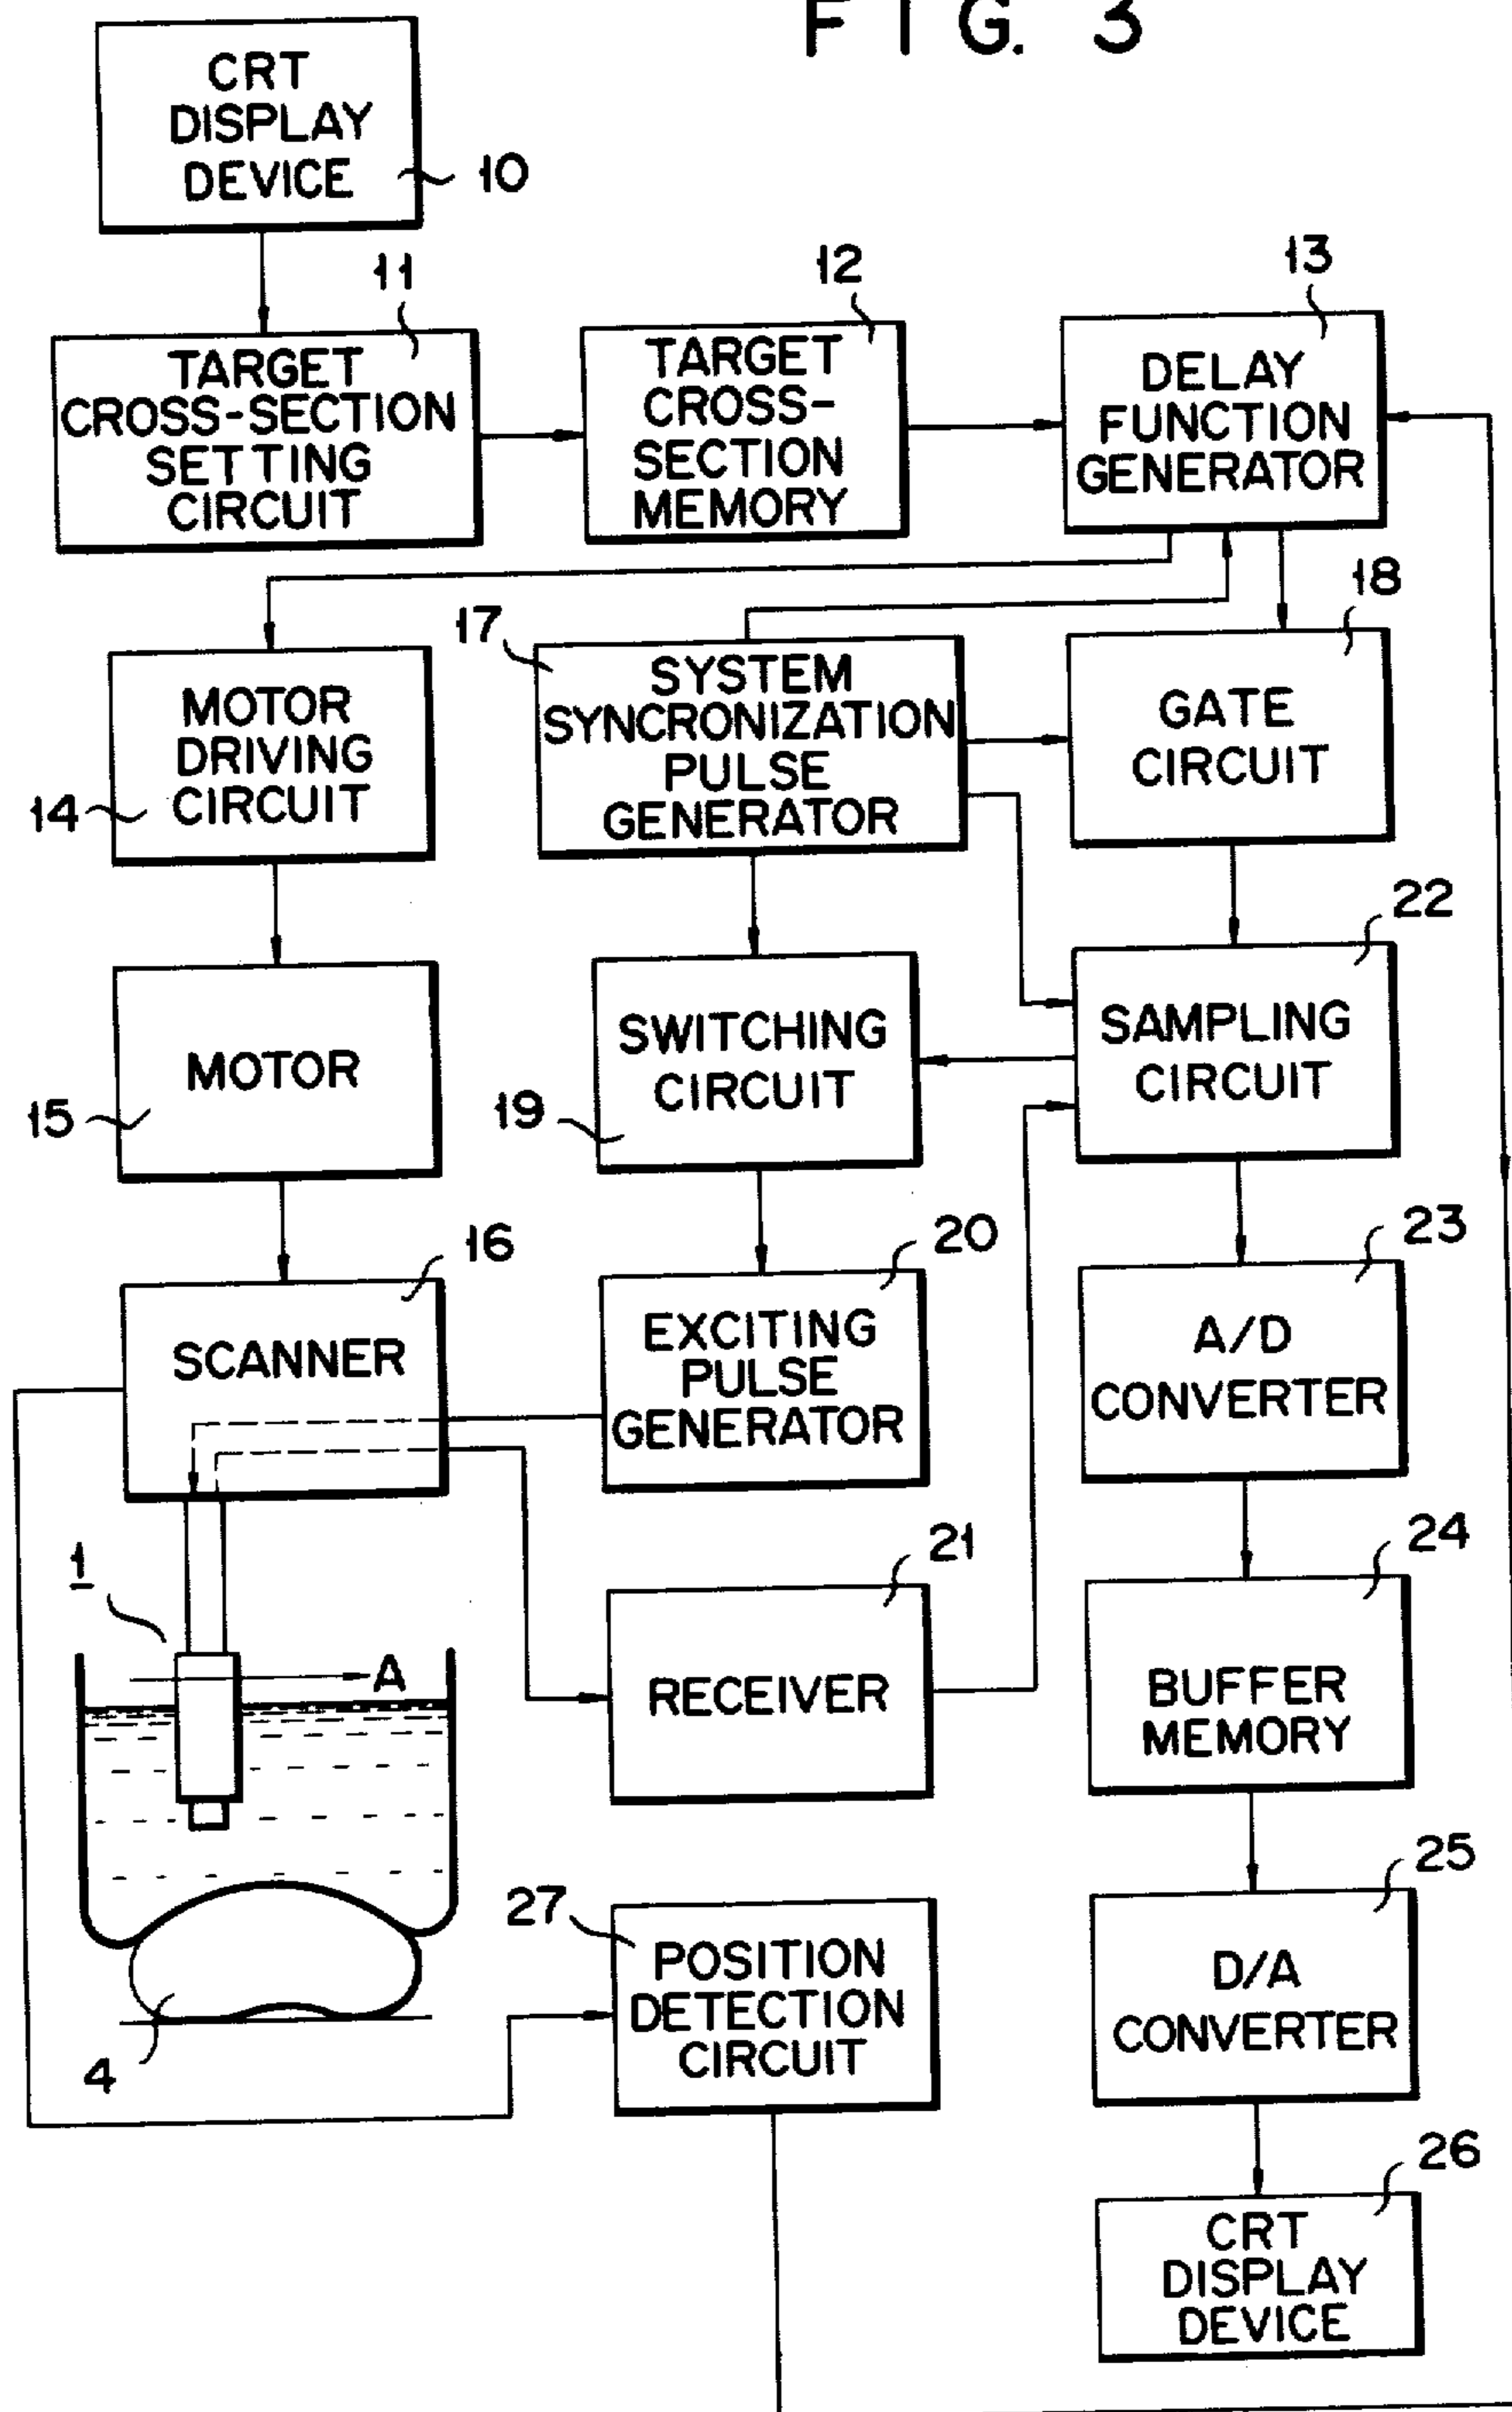 FIG. 3
CRT
DISPLAY
DEVICE
10
11
TARGET
CROSS-SECTION
SETTING
CIRCUIT
12
TARGET
CROSS-
SECTION
MEMORY
13
DELAY
FUNCTION
GENERATOR
MOTOR
DRIVING
CIRCUIT
14
17
SYSTEM
SYNCRONIZATION
PULSE
GENERATOR
18
GATE
CIRCUIT
MOTOR
15
SWITCHING
CIRCUIT
19
22
SAMPLING
CIRCUIT
16
SCANNER
20
EXCITING
PULSE
GENERATOR
23
A/D
CONVERTER
1
A
21
RECEIVER
24
BUFFER
MEMORY
4
27
POSITION
DETECTION
CIRCUIT
25
D/A
CONVERTER
26
CRT
DISPLAY
DEVICE